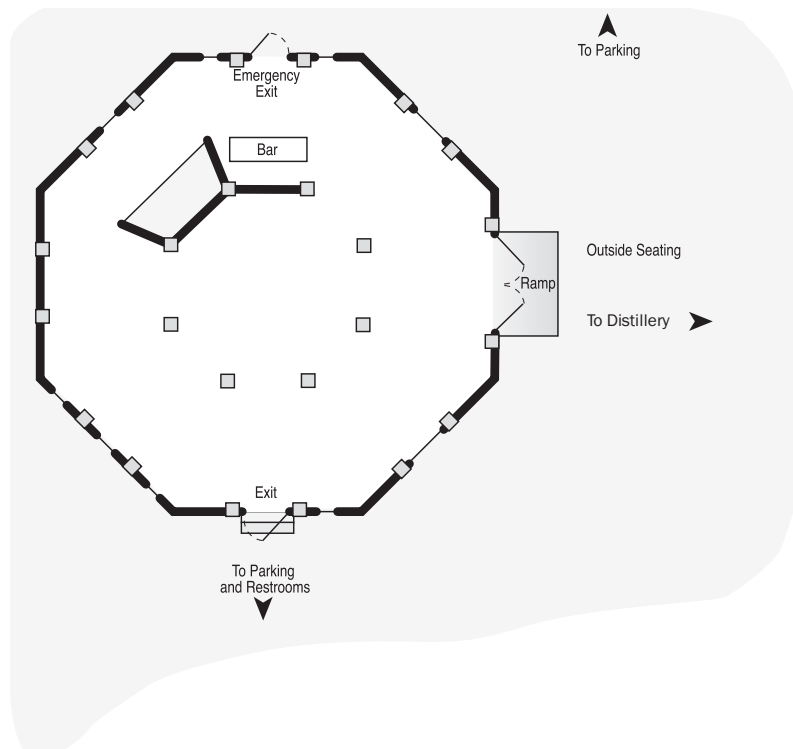 To Parking
Emergency
Exit
Bar
Outside Seating
Ramp
To Distillery
Exit
To Parking
and Restrooms